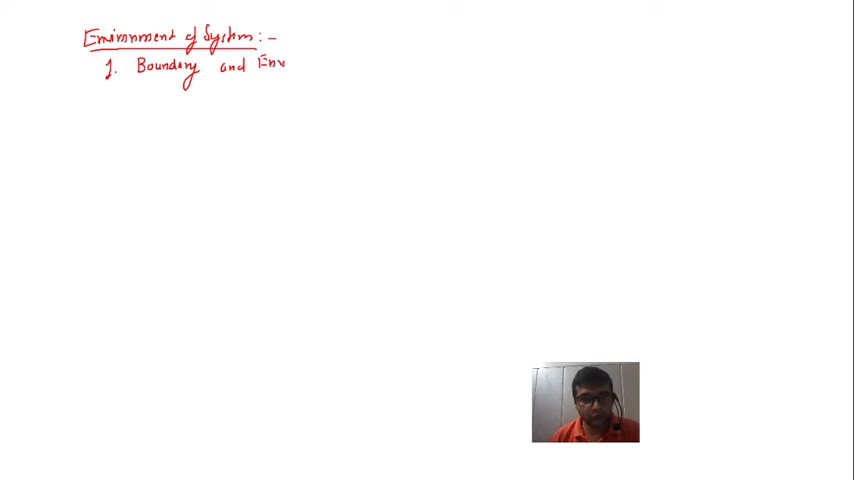 Environment of System:-
1. Boundary and Env